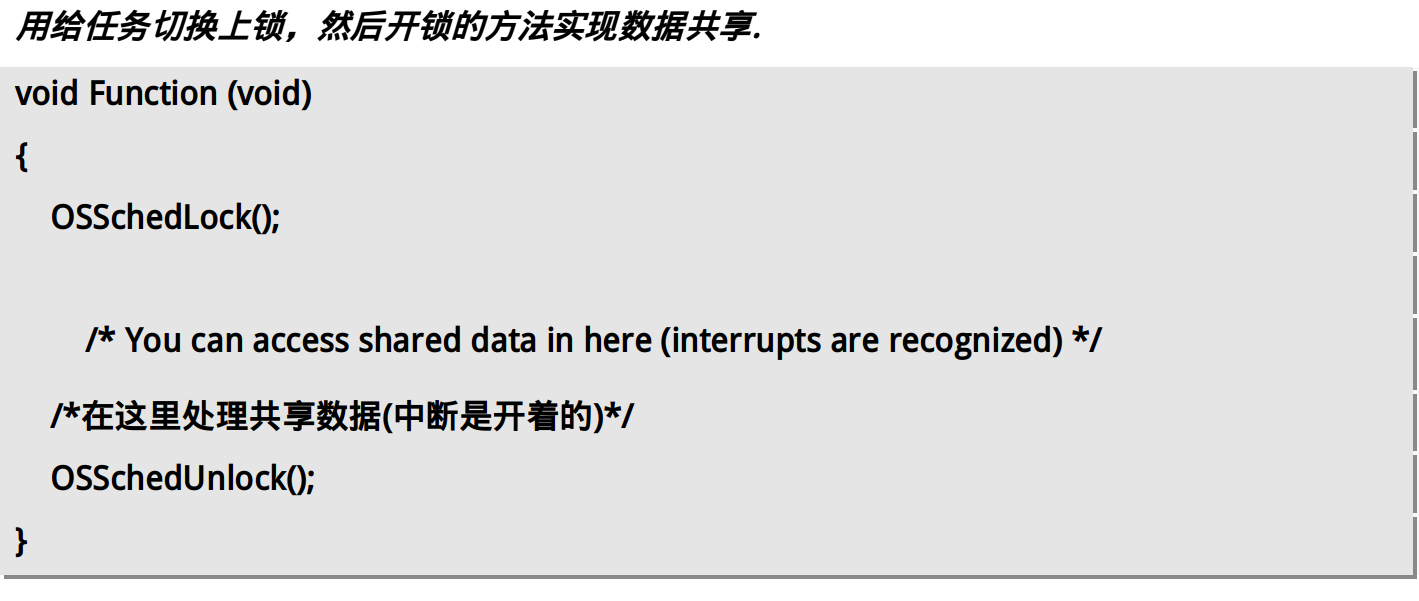 用给任务切换上锁，然后开锁的方法实现数据共享.
void Function (void)
{
OSSchedLock();
/* You can access shared data in here (interrupts are recognized) */
/*在这里处理共享数据(中断是开着的)*/
OSSchedUnlock();
}